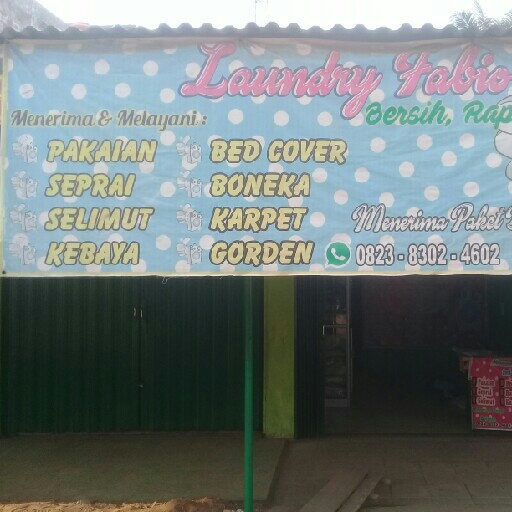 Laundry Fabio
Bersih, Rap
Menerima & Melayani :
PAKAIAN
SEPRAI
SELIMUT
KEBAYA
BED COVER
BONEKA
KARPET
GORDEN
Menerima Paket
0823 - 8302 - 4602